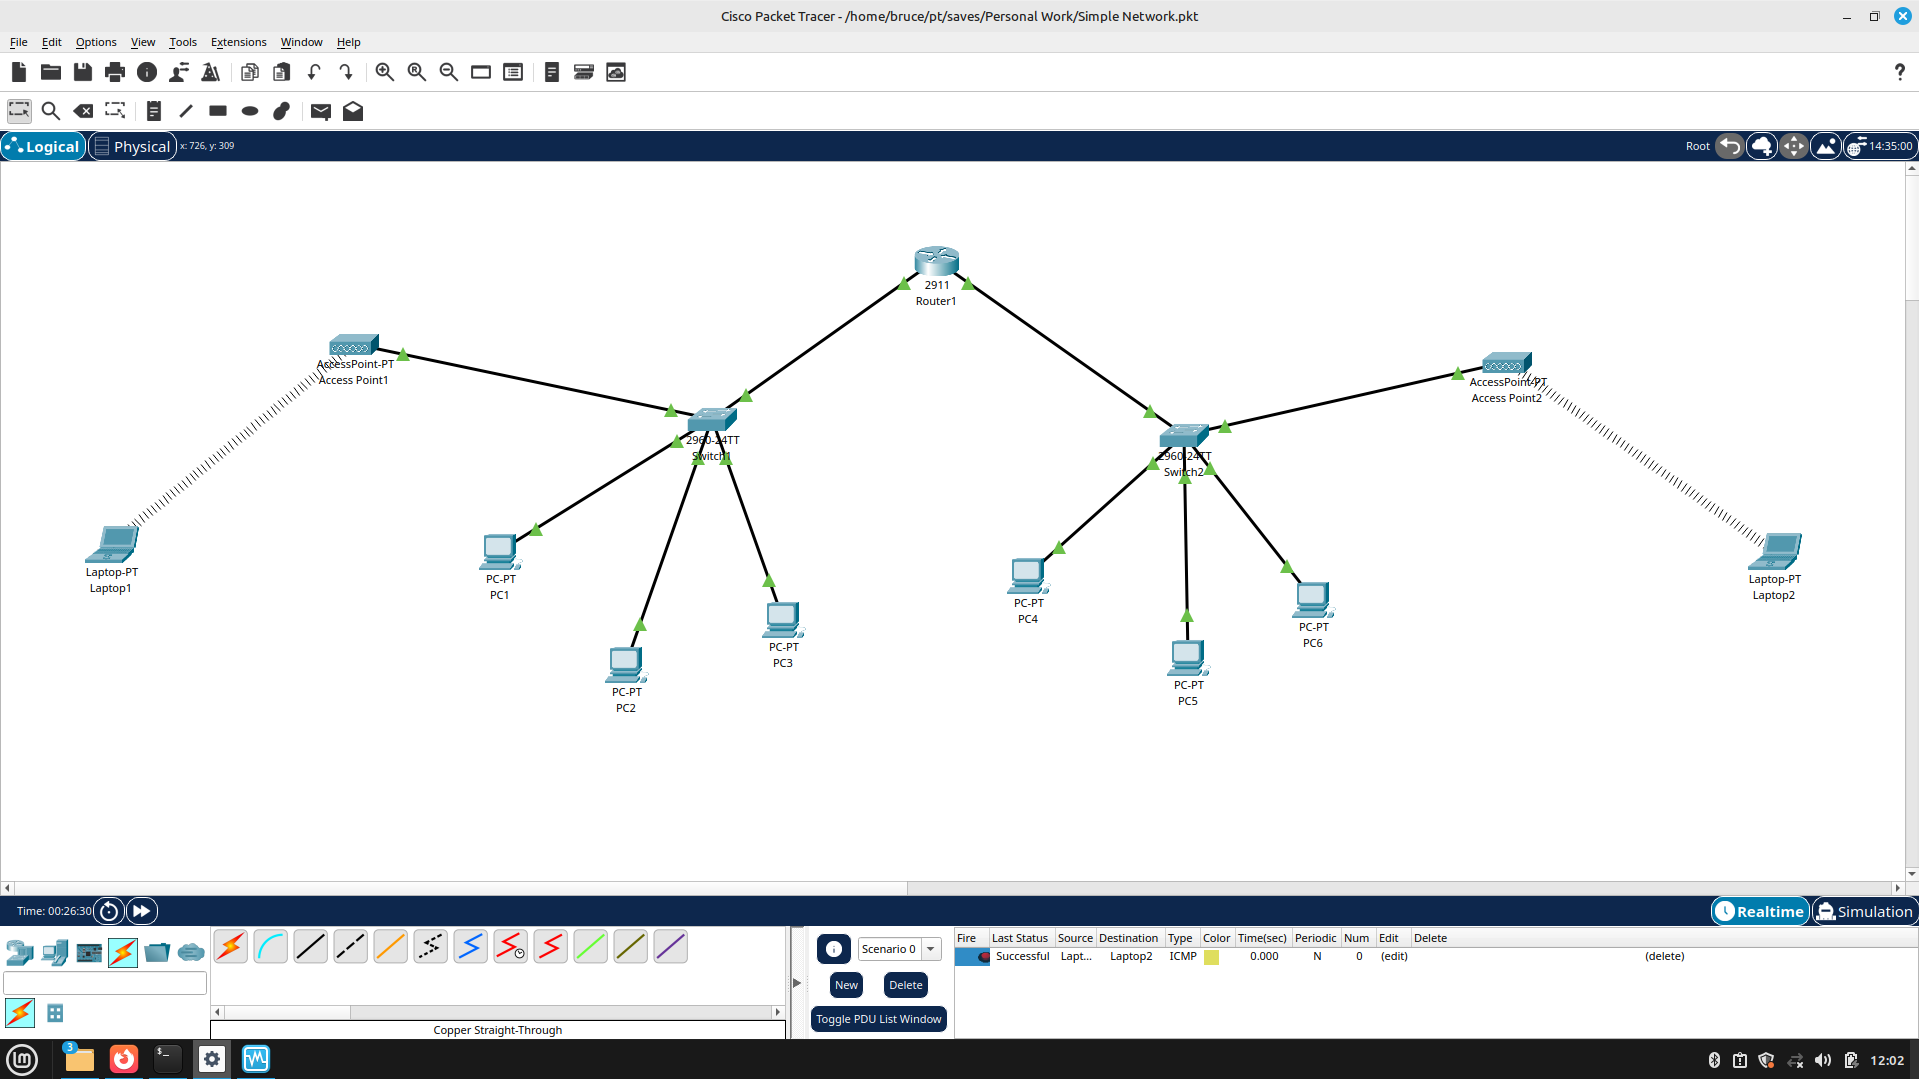 Cisco Packet Tracer - /home/bruce/pt/saves/Personal Work/Simple Network.pkt
File Edit Options View Tools Extensions Window Help
?
Logical Physical x: 726, y: 309 Root 14:35:00
2911
Router1
AccessPoint-PT
Access Point1
AccessPoint-PT
Access Point2
2960-24TT
Switch1
2960-24TT
Switch2
Laptop-PT
Laptop1
PC-PT
PC1
PC-PT
PC2
PC-PT
PC3
PC-PT
PC4
PC-PT
PC5
PC-PT
PC6
Laptop-PT
Laptop2
Time: 00:26:30 Realtime Simulation
Scenario 0
New Delete
Toggle PDU List Window
Fire Last Status Source Destination Type Color Time(sec) Periodic Num Edit Delete
Successful Lapt... Laptop2 ICMP 0.000 N 0 (edit) (delete)
Copper Straight-Through
3
12:02